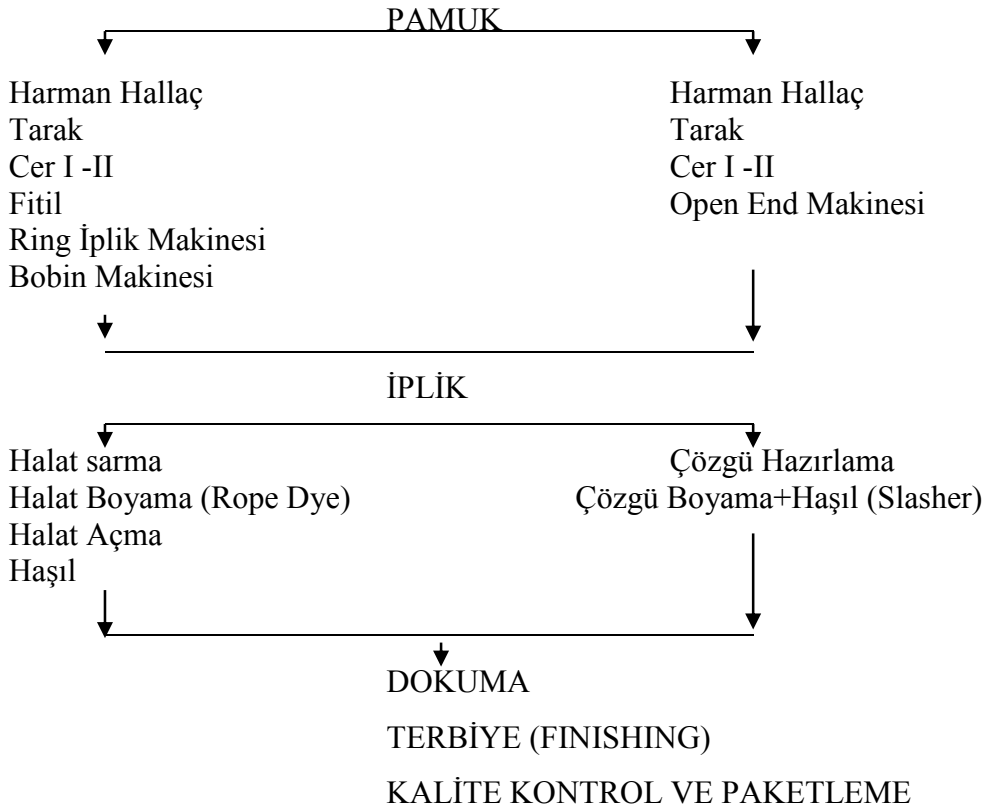 PAMUK
Harman Hallaç
Tarak
Cer I -II
Fitil
Ring İplik Makinesi
Bobin Makinesi
Harman Hallaç
Tarak
Cer I -II
Open End Makinesi
İPLİK
Halat sarma
Halat Boyama (Rope Dye)
Halat Açma
Haşıl
Çözgü Hazırlama
Çözgü Boyama+Haşıl (Slasher)
DOKUMA
TERBİYE (FINISHING)
KALİTE KONTROL VE PAKETLEME